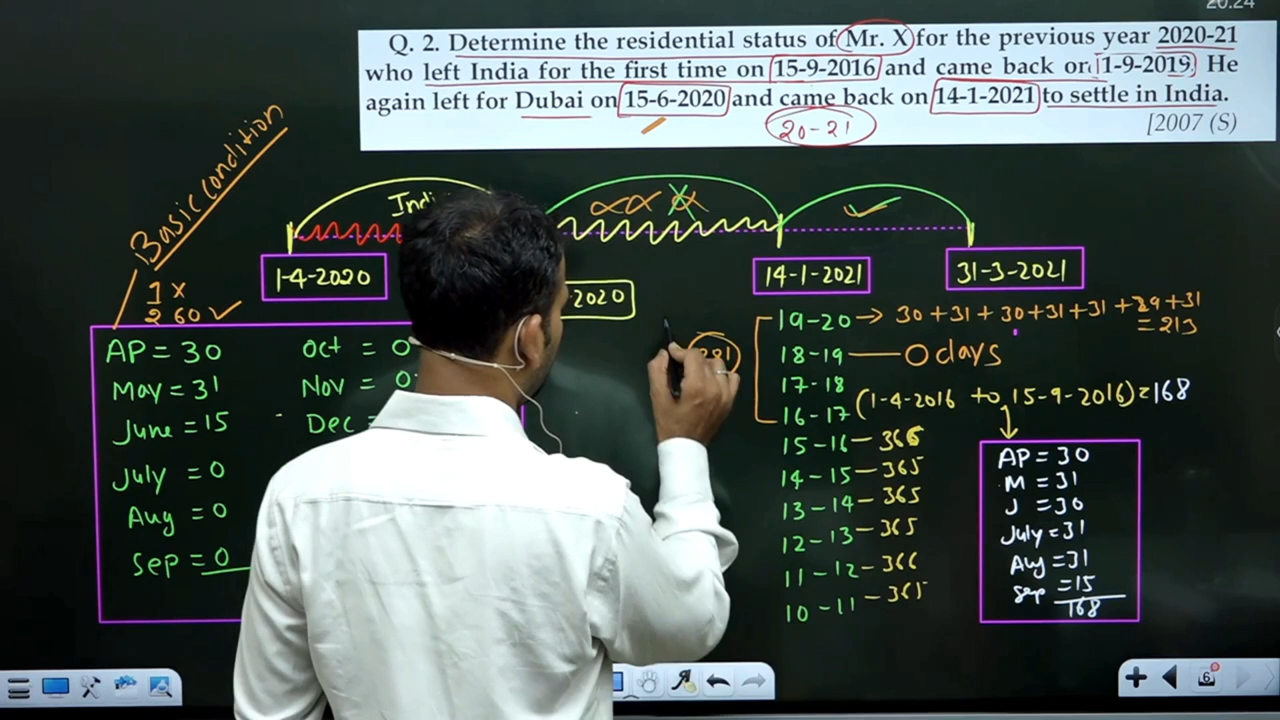 20:24
Q. 2. Determine the residential status of Mr. X for the previous year 2020-21
who left India for the first time on 15-9-2016 and came back on 1-9-2019. He
again left for Dubai on 15-6-2020 and came back on 14-1-2021 to settle in India.
20-21
[2007 (S)
Basic condition
1 x
2 60 ✓
1-4-2020
2020
14-1-2021
31-3-2021
AP = 30
May = 31
June = 15
July = 0
Aug = 0
Sep = 0
Oct = 0
Nov = 0
Dec
19-20 → 30 + 31 + 30 + 31 + 31 + 29 + 31
= 213
18-19 — 0 days
17-18
16-17 (1-4-2016 to 15-9-2016) = 168
15-16 - 366
14-15 - 365
13-14 - 365
12-13 - 365
11-12 - 366
10-11 - 365
AP = 30
M = 31
J = 30
July = 31
Aug = 31
Sep = 15
168